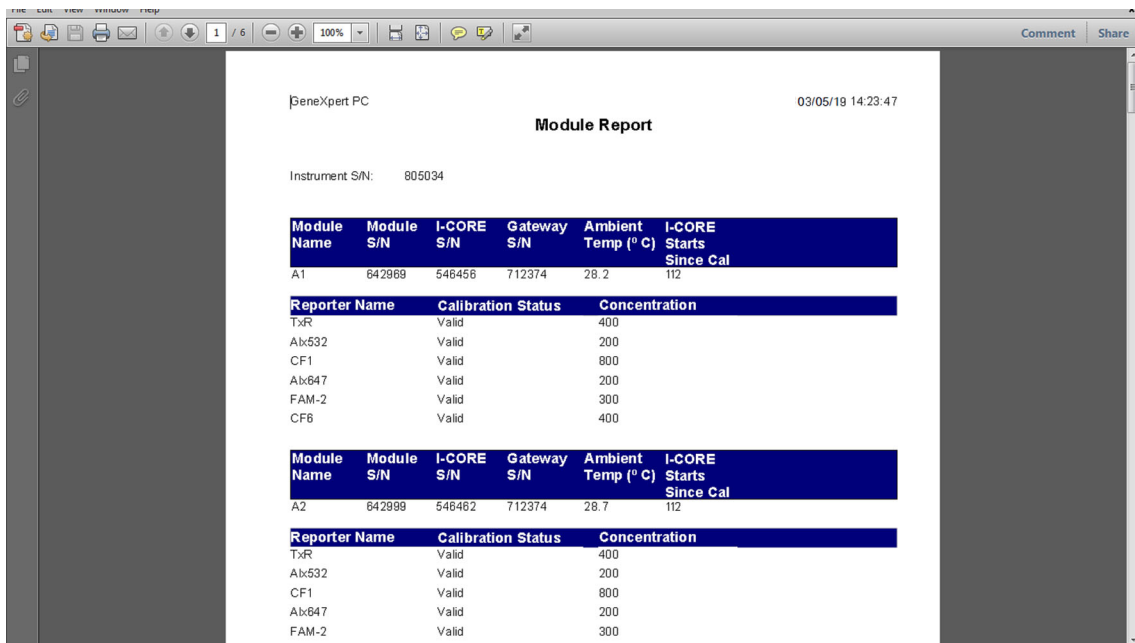 File Edit View Window Help
1 / 6 100% Comment Share
GeneXpert PC 03/05/19 14:23:47
Module Report
Instrument S/N: 805034
Module Name Module S/N I-CORE S/N Gateway S/N Ambient Temp (º C) I-CORE Starts Since Cal
A1 642969 546456 712374 28.2 112
Reporter Name Calibration Status Concentration
TxR Valid 400
Alx532 Valid 200
CF1 Valid 800
Alx647 Valid 200
FAM-2 Valid 300
CF6 Valid 400
Module Name Module S/N I-CORE S/N Gateway S/N Ambient Temp (º C) I-CORE Starts Since Cal
A2 642999 546462 712374 28.7 112
Reporter Name Calibration Status Concentration
TxR Valid 400
Alx532 Valid 200
CF1 Valid 800
Alx647 Valid 200
FAM-2 Valid 300